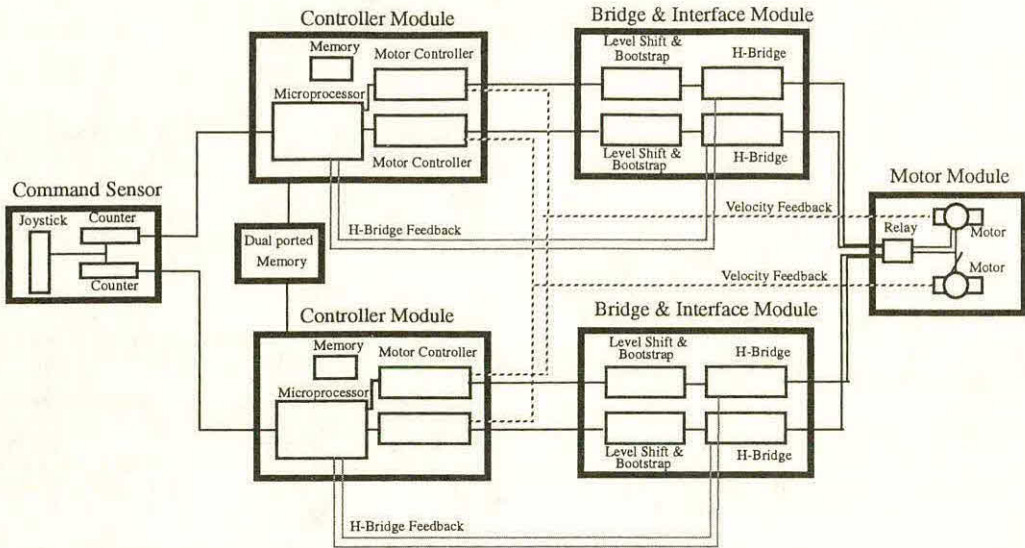 Controller Module
Memory
Motor Controller
Microprocessor
Motor Controller
Bridge & Interface Module
Level Shift &
Bootstrap
H-Bridge
Level Shift &
Bootstrap
H-Bridge
Command Sensor
Joystick
Counter
Counter
Dual ported
Memory
H-Bridge Feedback
Velocity Feedback
Velocity Feedback
Motor Module
Relay
Motor
Motor
Controller Module
Memory
Motor Controller
Microprocessor
Bridge & Interface Module
Level Shift &
Bootstrap
H-Bridge
Level Shift &
Bootstrap
H-Bridge
H-Bridge Feedback